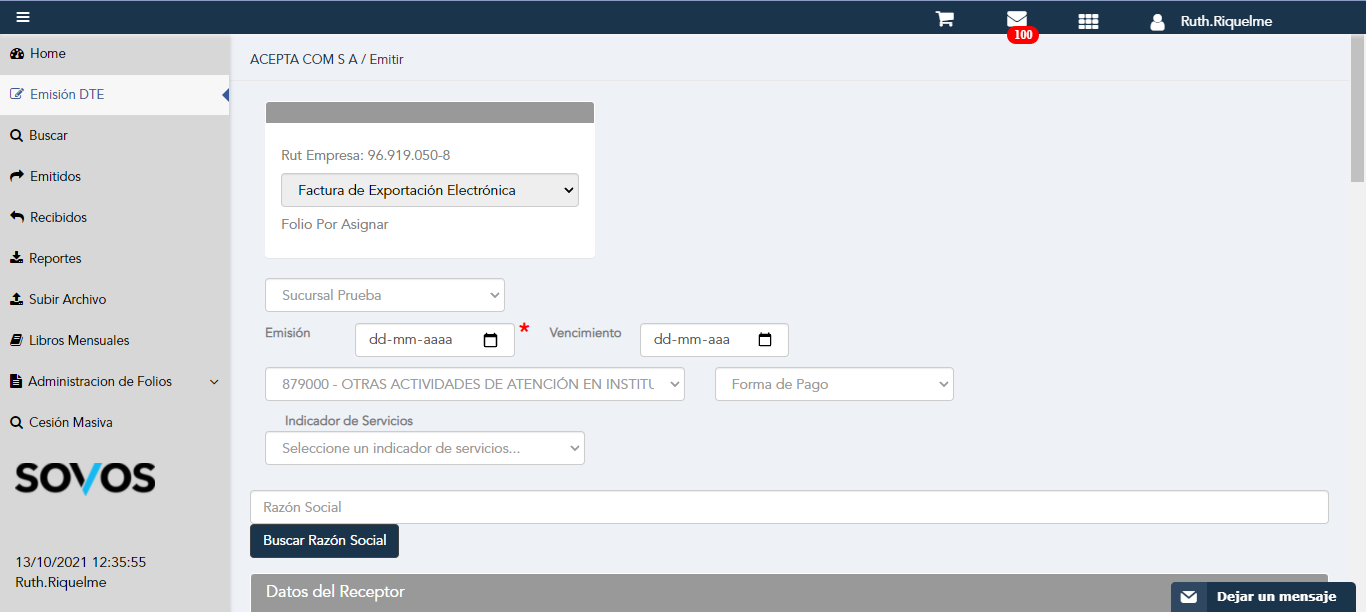 100
Ruth.Riquelme
Home
Emisión DTE
Buscar
Emitidos
Recibidos
Reportes
Subir Archivo
Libros Mensuales
Administracion de Folios
Cesión Masiva
SOVOS
13/10/2021 12:35:55
Ruth.Riquelme
ACEPTA COM S A / Emitir
Rut Empresa: 96.919.050-8
Factura de Exportación Electrónica
Folio Por Asignar
Sucursal Prueba
Emisión dd-mm-aaaa * Vencimiento dd-mm-aaa
879000 - OTRAS ACTIVIDADES DE ATENCIÓN EN INSTITU Forma de Pago
Indicador de Servicios
Seleccione un indicador de servicios...
Razón Social
Buscar Razón Social
Datos del Receptor
Dejar un mensaje